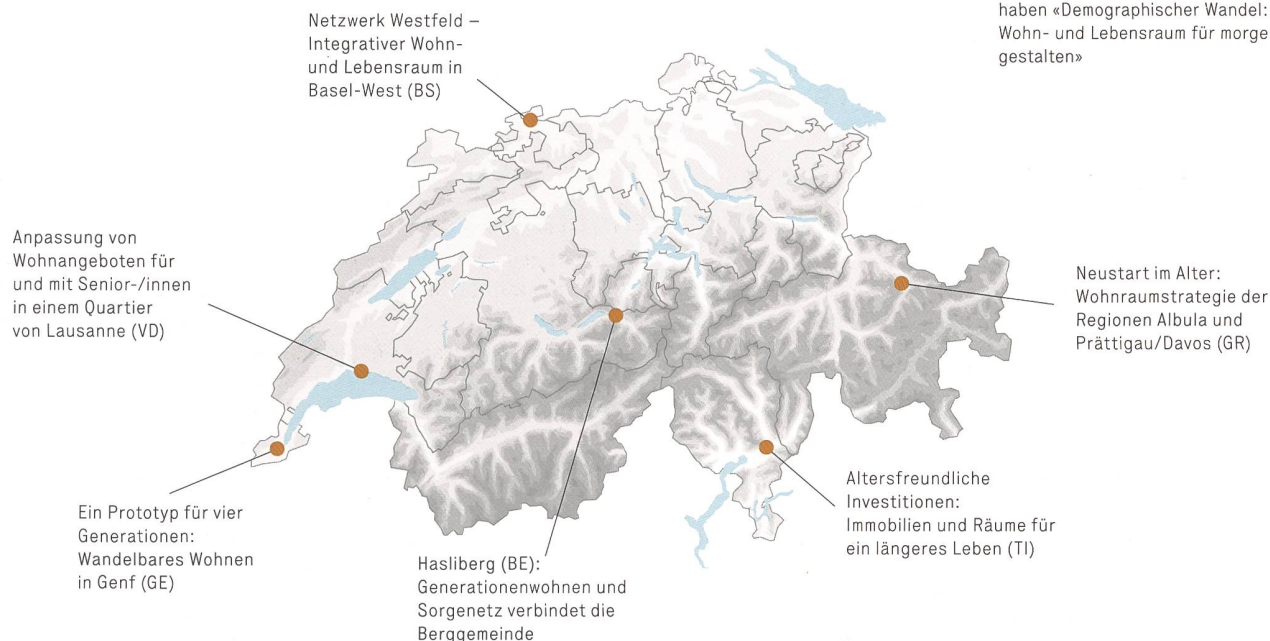 haben «Demographischer Wandel:
Wohn- und Lebensraum für morge
gestalten»
Netzwerk Westfeld –
Integrativer Wohn-
und Lebensraum in
Basel-West (BS)
Anpassung von
Wohnangeboten für
und mit Senior-/innen
in einem Quartier
von Lausanne (VD)
Neustart im Alter:
Wohnraumstrategie der
Regionen Albula und
Prättigau/Davos (GR)
Ein Prototyp für vier
Generationen:
Wandelbares Wohnen
in Genf (GE)
Hasliberg (BE):
Generationenwohnen und
Sorgenetz verbindet die
Berggemeinde
Altersfreundliche
Investitionen:
Immobilien und Räume für
ein längeres Leben (TI)